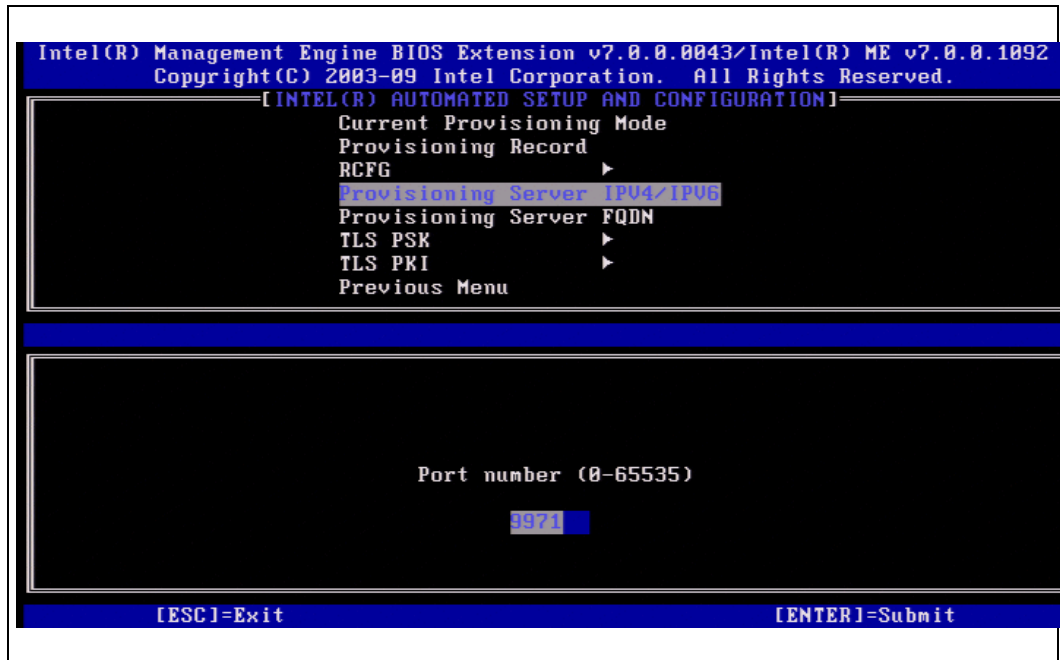 Intel(R) Management Engine BIOS Extension v7.0.0.0043/Intel(R) ME v7.0.0.1092
Copyright(C) 2003-09 Intel Corporation. All Rights Reserved.
[INTEL(R) AUTOMATED SETUP AND CONFIGURATION]
Current Provisioning Mode
Provisioning Record
RCFG ►
Provisioning Server IPV4/IPV6
Provisioning Server FQDN
TLS PSK ►
TLS PKI ►
Previous Menu
Port number (0-65535)
9971
[ESC]=Exit [ENTER]=Submit